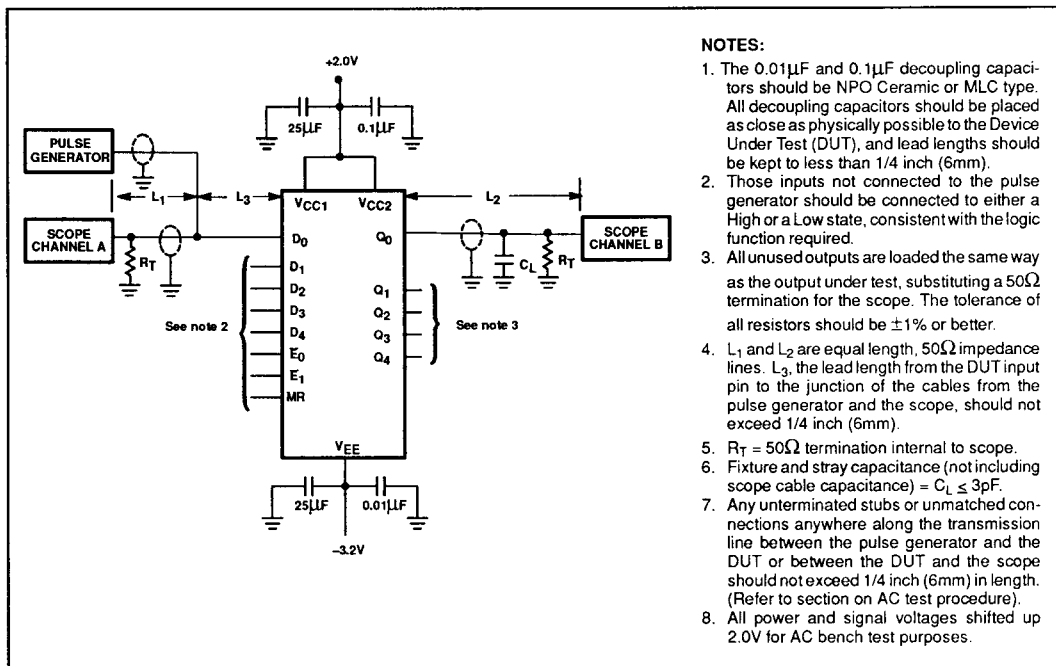 +2.0V
25μF
0.1μF
PULSE
GENERATOR
L1
L3
L2
VCC1
VCC2
SCOPE
CHANNEL A
RT
D0
Q0
CL
RT
SCOPE
CHANNEL B
D1
D2
D3
D4
E0
E1
MR
See note 2
Q1
Q2
Q3
Q4
See note 3
VEE
25μF
0.01μF
–3.2V
NOTES:
1. The 0.01μF and 0.1μF decoupling capaci-
tors should be NPO Ceramic or MLC type.
All decoupling capacitors should be placed
as close as physically possible to the Device
Under Test (DUT), and lead lengths should
be kept to less than 1/4 inch (6mm).
2. Those inputs not connected to the pulse
generator should be connected to either a
High or a Low state, consistent with the logic
function required.
3. All unused outputs are loaded the same way
as the output under test, substituting a 50Ω
termination for the scope. The tolerance of
all resistors should be ±1% or better.
4. L1 and L2 are equal length, 50Ω impedance
lines. L3, the lead length from the DUT input
pin to the junction of the cables from the
pulse generator and the scope, should not
exceed 1/4 inch (6mm).
5. RT = 50Ω termination internal to scope.
6. Fixture and stray capacitance (not including
scope cable capacitance) = CL ≤ 3pF.
7. Any unterminated stubs or unmatched con-
nections anywhere along the transmission
line between the pulse generator and the
DUT or between the DUT and the scope
should not exceed 1/4 inch (6mm) in length.
(Refer to section on AC test procedure).
8. All power and signal voltages shifted up
2.0V for AC bench test purposes.